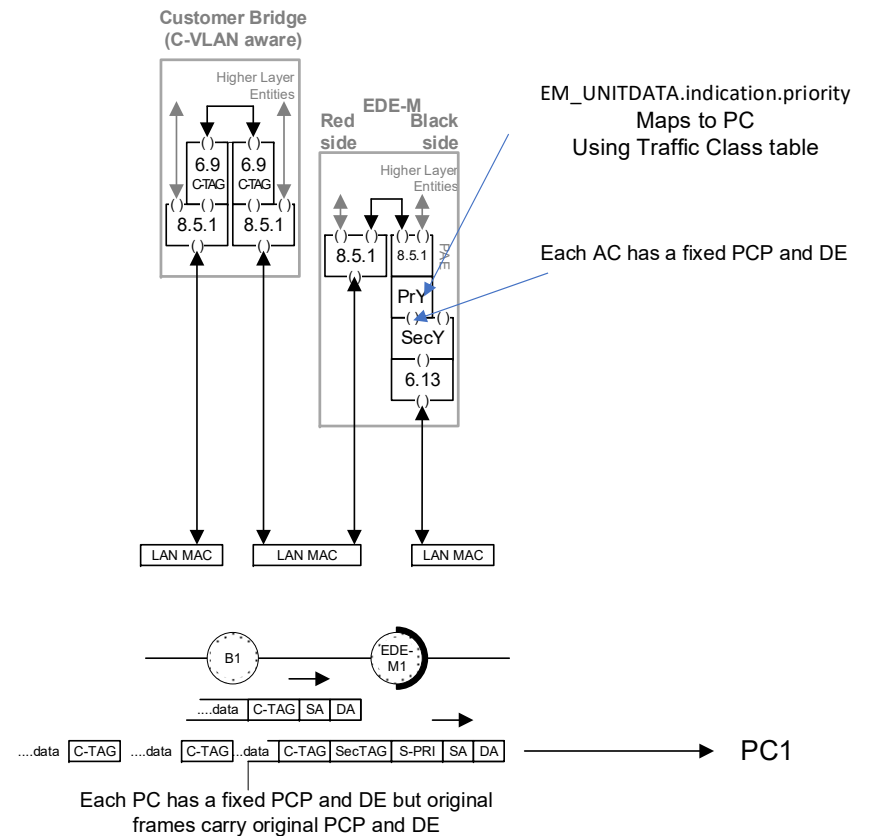 Customer Bridge
(C-VLAN aware)
Higher Layer
Entities
( ) ( )
6.9 6.9
C-TAG C-TAG
( ) ( ) ( ) ( ) ( ) ( )
8.5.1 8.5.1
( ) ( )
EDE-M
Red Black
side side
Higher Layer
Entities
( ) ( ) ( ) ( )
8.5.1 8.5.1 PAE
( )
PrY
( ) ( )
SecY
( )
6.13
( )
EM_UNITDATA.indication.priority
Maps to PC
Using Traffic Class table
Each AC has a fixed PCP and DE
LAN MAC LAN MAC LAN MAC
B1 EDE-
M1
....data C-TAG SA DA
....data C-TAG ....data C-TAG ...data C-TAG SecTAG S-PRI SA DA PC1
Each PC has a fixed PCP and DE but original
frames carry original PCP and DE